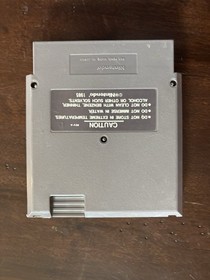 CAUTION
●DO NOT STORE IN EXTREME TEMPERATURES.
●DO NOT IMMERSE IN WATER.
●DO NOT CLEAN WITH BENZENE, THINNER,
ALCOHOL OR OTHER SUCH SOLVENTS.
©Nintendo 1985